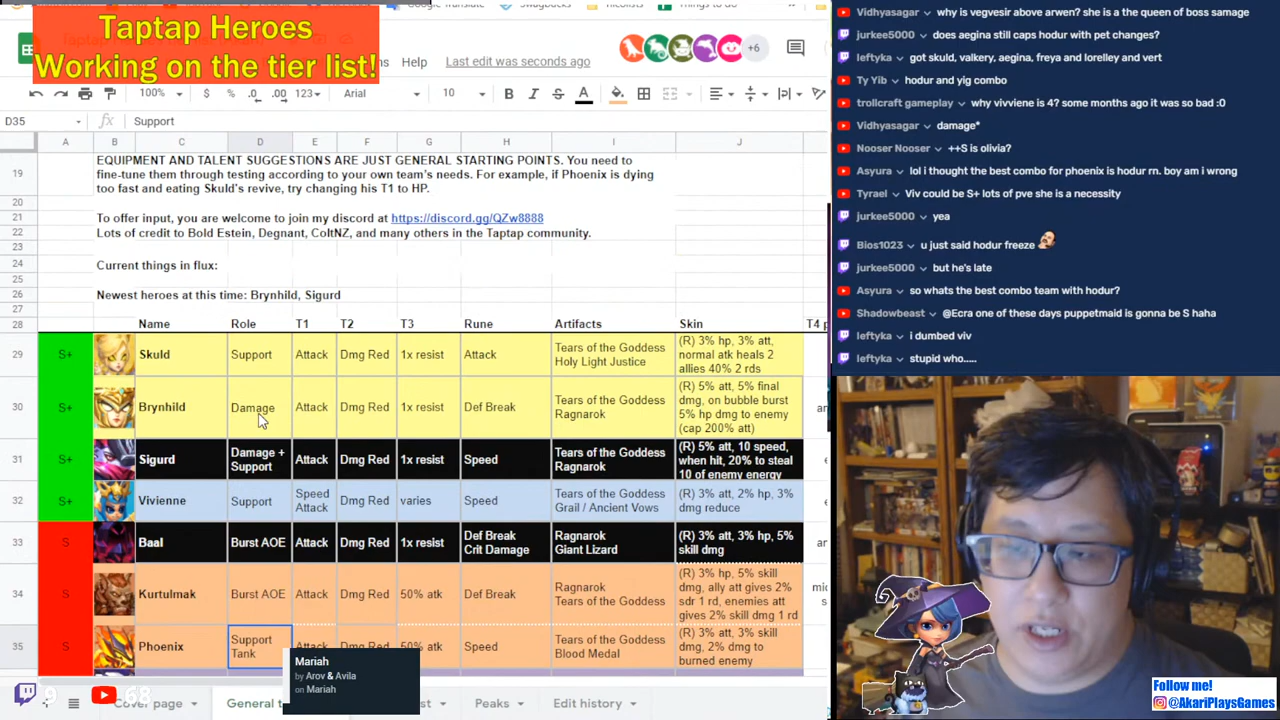 Google Translate
Swagbucks
Things to do
Taptap Heroes
Working on the tier list!
Help
Last edit was seconds ago
+6
100%
$
%
.0
.00
123
Arial
10
B
I
S
A
D35
fx
Support
A
B
C
D
E
F
G
H
I
J
19
EQUIPMENT AND TALENT SUGGESTIONS ARE JUST GENERAL STARTING POINTS. You need to
fine-tune them through testing according to your own team's needs. For example, if Phoenix is dying
too fast and eating Skuld's revive, try changing his T1 to HP.
20
21
To offer input, you are welcome to join my discord at https://discord.gg/QZw8888
22
Lots of credit to Bold Estein, Degnant, ColtNZ, and many others in the Taptap community.
23
24
Current things in flux:
25
26
Newest heroes at this time: Brynhild, Sigurd
27
28
Name Role T1 T2 T3 Rune Artifacts Skin T4 p
29 S+ Skuld Support Attack Dmg Red 1x resist Attack
Tears of the Goddess
Holy Light Justice
(R) 3% hp, 3% att,
normal atk heals 2
allies 40% 2 rds
30 S+ Brynhild Damage Attack Dmg Red 1x resist Def Break
Tears of the Goddess
Ragnarok
(R) 5% att, 5% final
dmg, on bubble burst
5% hp dmg to enemy
(cap 200% att)
31 S+ Sigurd
Damage +
Support
Attack Dmg Red 1x resist Speed
Tears of the Goddess
Ragnarok
(R) 5% att, 10 speed,
when hit, 20% to steal
10 of enemy energy
32 S+ Vivienne Support
Speed
Attack
Dmg Red varies Speed
Tears of the Goddess
Grail / Ancient Vows
(R) 3% att, 2% hp, 3%
dmg reduce
33 S Baal Burst AOE Attack Dmg Red 1x resist
Def Break
Crit Damage
Ragnarok
Giant Lizard
(R) 3% att, 3% hp, 5%
skill dmg
34 S Kurtulmak Burst AOE Attack Dmg Red 50% atk Def Break
Ragnarok
Tears of the Goddess
(R) 3% hp, 5% skill
dmg, ally att gives 2%
sdr 1 rd, enemies att
gives 2% skill dmg 1 rd
35 S Phoenix
Support
Tank
Attack Dmg Red 50% atk Speed
Tears of the Goddess
Blood Medal
(R) 3% att, 3% skill
dmg, 2% dmg to
burned enemy
Mariah
by Arov & Avila
on Mariah
9
68
Cover page
General t
Peaks
Edit history
Vidhyasagar why is vegvesir above arwen? she is a the queen of boss samage
jurkee5000 does aegina still caps hodur with pet changes?
leftyka got skuld, valkery, aegina, freya and lorelley and vert
Ty Yib hodur and yig combo
trollcraft gameplay why vivviene is 4? some months ago it was so bad :0
Vidhyasagar damage*
Nooser Nooser ++S is olivia?
Asyura lol i thought the best combo for phoenix is hodur rn. boy am i wrong
Tyrael Viv could be S+ lots of pve she is a necessity
jurkee5000 yea
Bios1023 u just said hodur freeze
jurkee5000 but he's late
Asyura so whats the best combo team with hodur?
Shadowbeast @Ecra one of these days puppetmaid is gonna be S haha
leftyka i dumbed viv
leftyka stupid who.....
Follow me!
@AkariPlaysGames